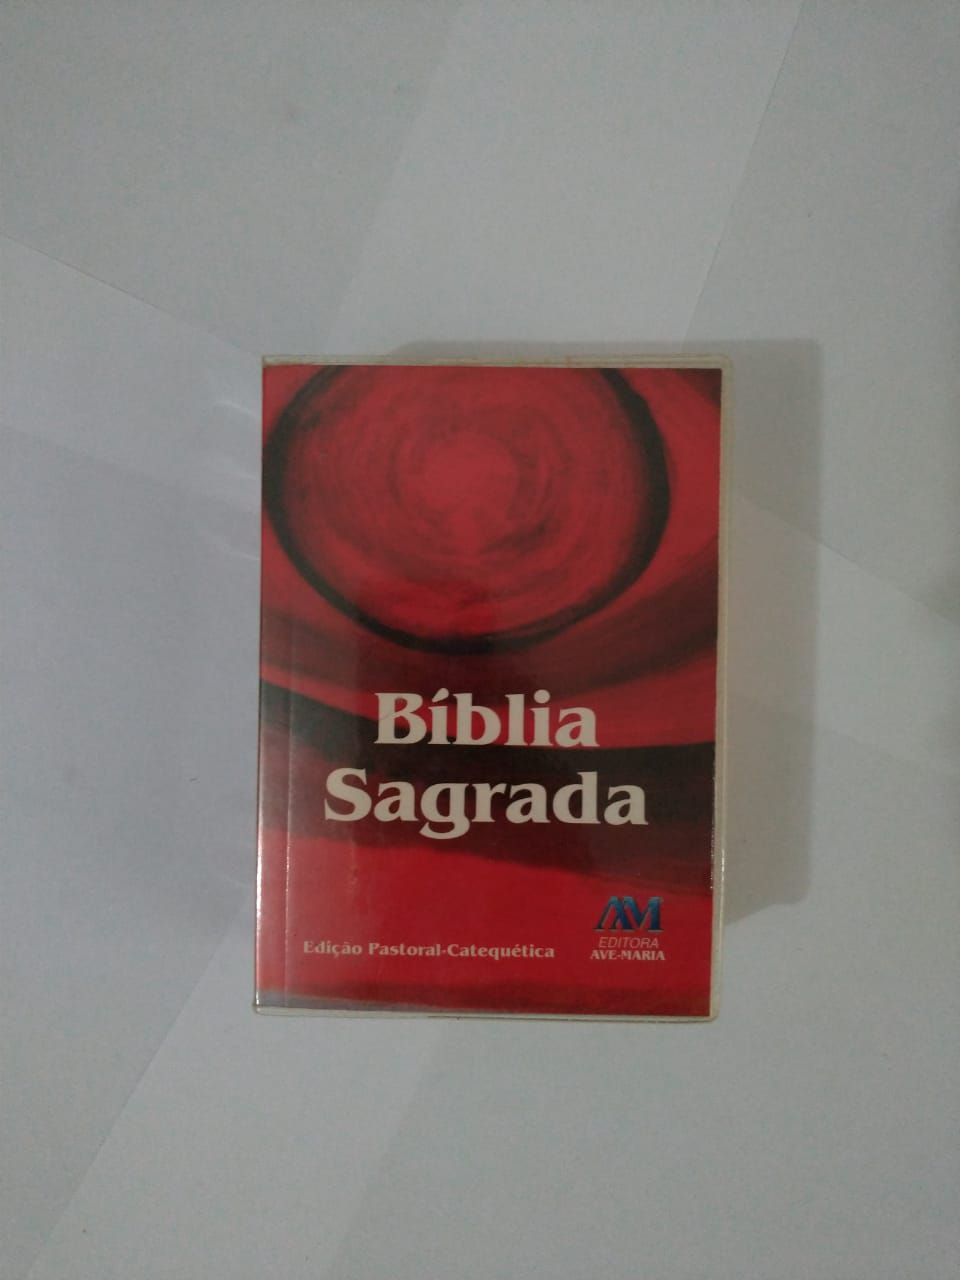 Bíblia
Sagrada
AM
Edição Pastoral-Catequética
EDITORA
AVE-MARIA